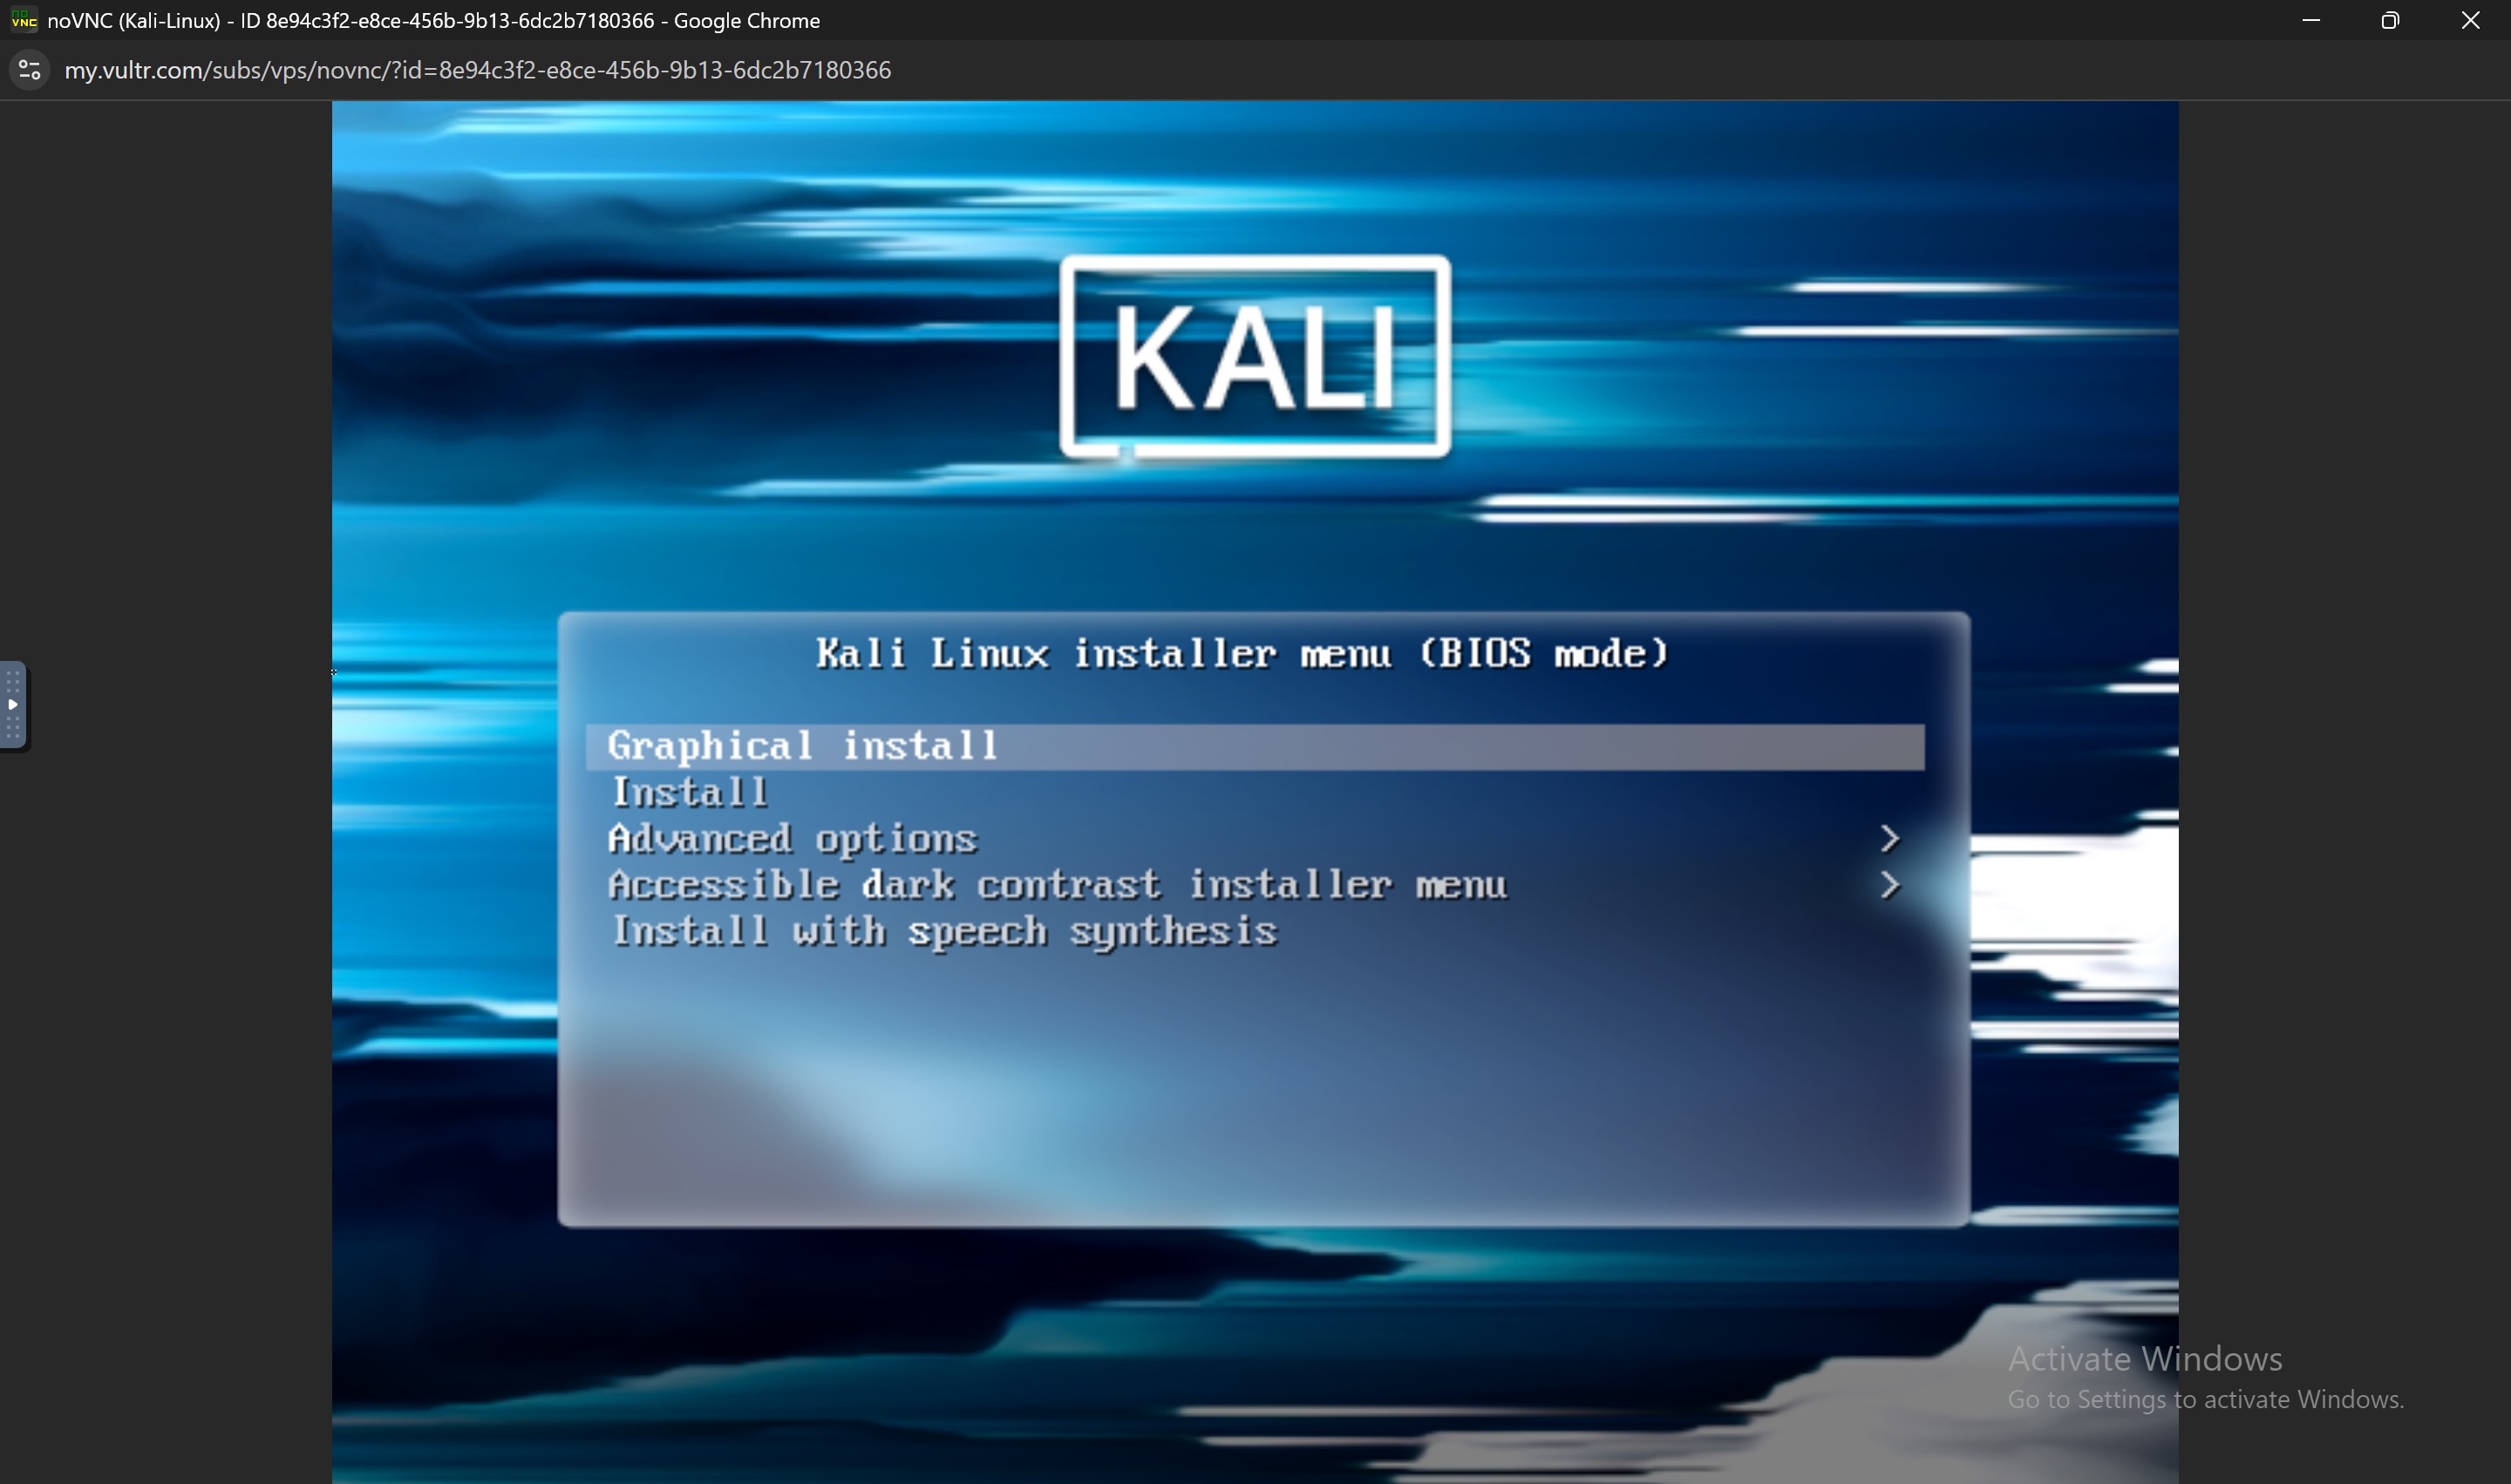 noVNC (Kali-Linux) - ID 8e94c3f2-e8ce-456b-9b13-6dc2b7180366 - Google Chrome
my.vultr.com/subs/vps/novnc/?id=8e94c3f2-e8ce-456b-9b13-6dc2b7180366
KALI
Kali Linux installer menu (BIOS mode)
Graphical install
Install
Advanced options >
Accessible dark contrast installer menu >
Install with speech synthesis
Activate Windows
Go to Settings to activate Windows.